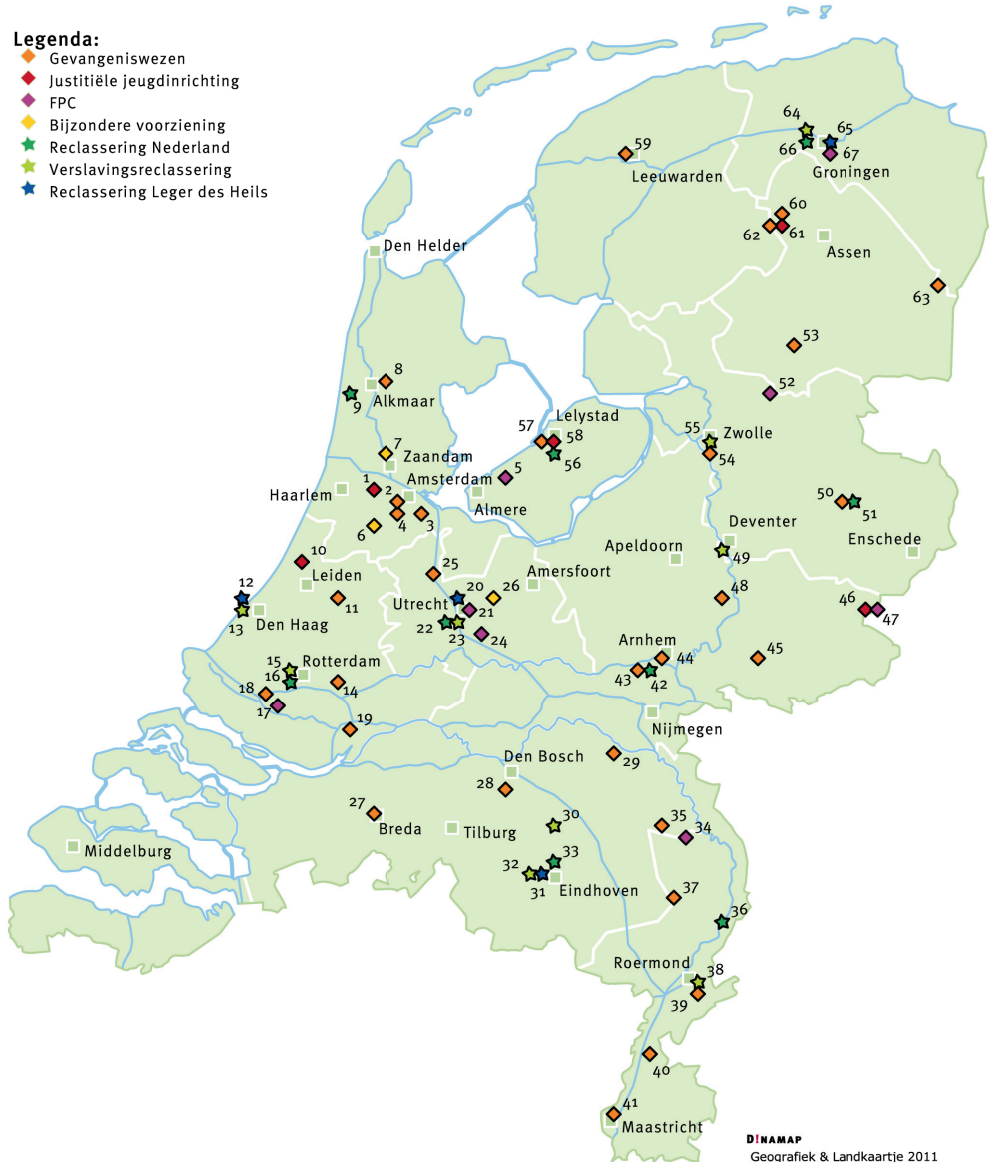 Legenda:
Gevangeniswezen
Justitiële jeugdinrichting
FPC
Bijzondere voorziening
Reclassering Nederland
Verslavingsreclassering
Reclassering Leger des Heils
64
65
66
67
Groningen
59
Leeuwarden
60
62
61
Assen
Den Helder
63
53
8
Alkmaar
9
52
Lelystad
57
58
56
55
Zwolle
54
7
Zaandam
5
Amsterdam
1
2
Haarlem
Almere
4
3
6
50
51
Deventer
Enschede
49
Apeldoorn
10
Leiden
25
Amersfoort
12
11
20
26
Utrecht
21
48
46
47
13
Den Haag
22
23
24
Arnhem
44
45
15
Rotterdam
16
14
43
42
18
17
19
Nijmegen
Den Bosch
29
28
27
Breda
Tilburg
30
35
34
Middelburg
33
32
31
Eindhoven
37
36
Roermond
38
39
40
41
Maastricht
D!NAMAP
Geografiek & Landkaartje 2011